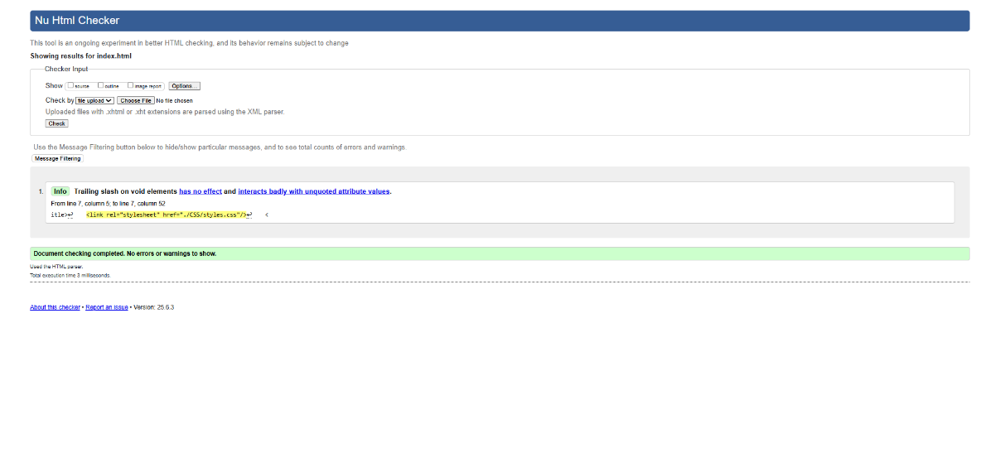 Nu Html Checker
This tool is an ongoing experiment in better HTML checking, and its behavior remains subject to change
Showing results for index.html
Checker Input
Show source outline image report Options...
Check by file upload Choose File No file chosen
Uploaded files with .xhtml or .xht extensions are parsed using the XML parser.
Check
Use the Message Filtering button below to hide/show particular messages, and to see total counts of errors and warnings.
Message Filtering
1. Info Trailing slash on void elements has no effect and interacts badly with unquoted attribute values.
From line 7, column 5; to line 7, column 52
itle>↩ <link rel="stylesheet" href="./CSS/styles.css"/>↩ <
Document checking completed. No errors or warnings to show.
Used the HTML parser.
Total execution time 3 milliseconds.
About this checker • Report an issue • Version: 25.6.3